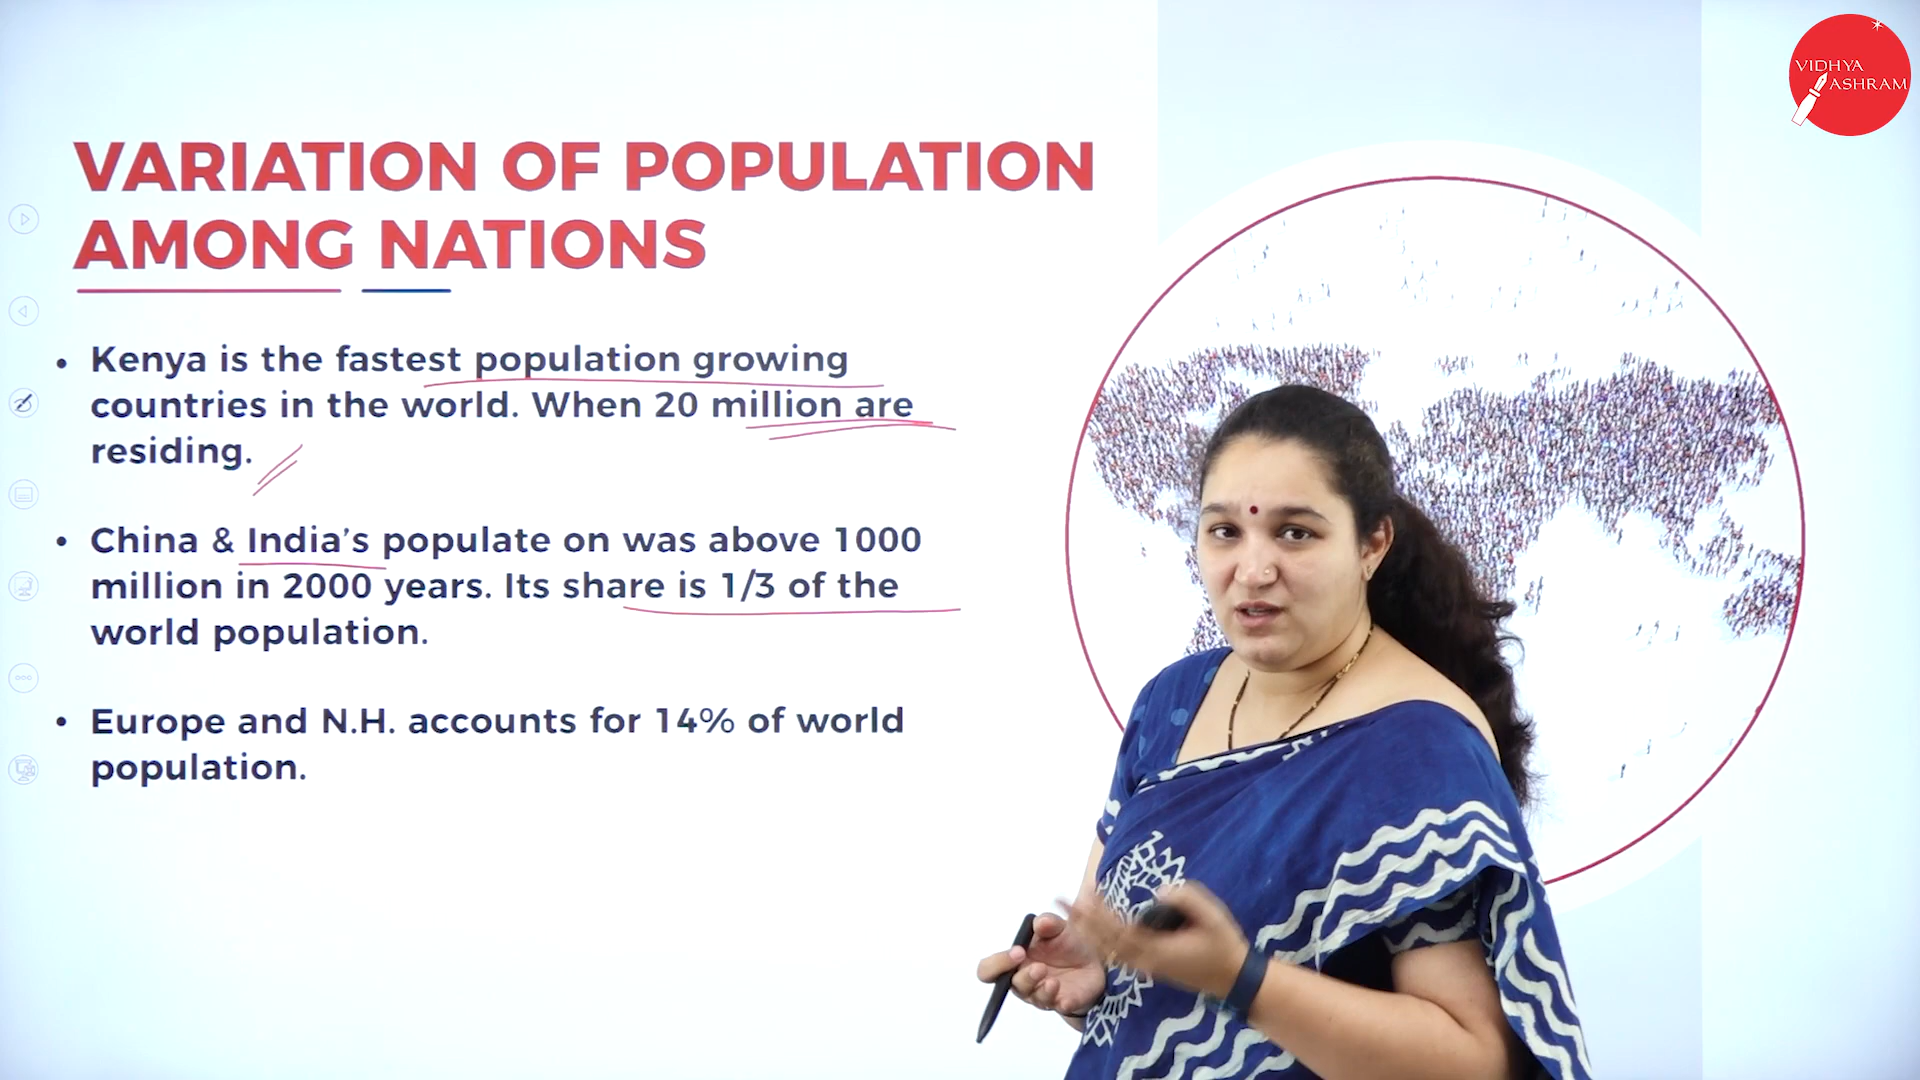 VIDHYA
ASHRAM
VARIATION OF POPULATION
AMONG NATIONS
• Kenya is the fastest population growing
countries in the world. When 20 million are
residing.
• China & India's populate on was above 1000
million in 2000 years. Its share is 1/3 of the
world population.
• Europe and N.H. accounts for 14% of world
population.